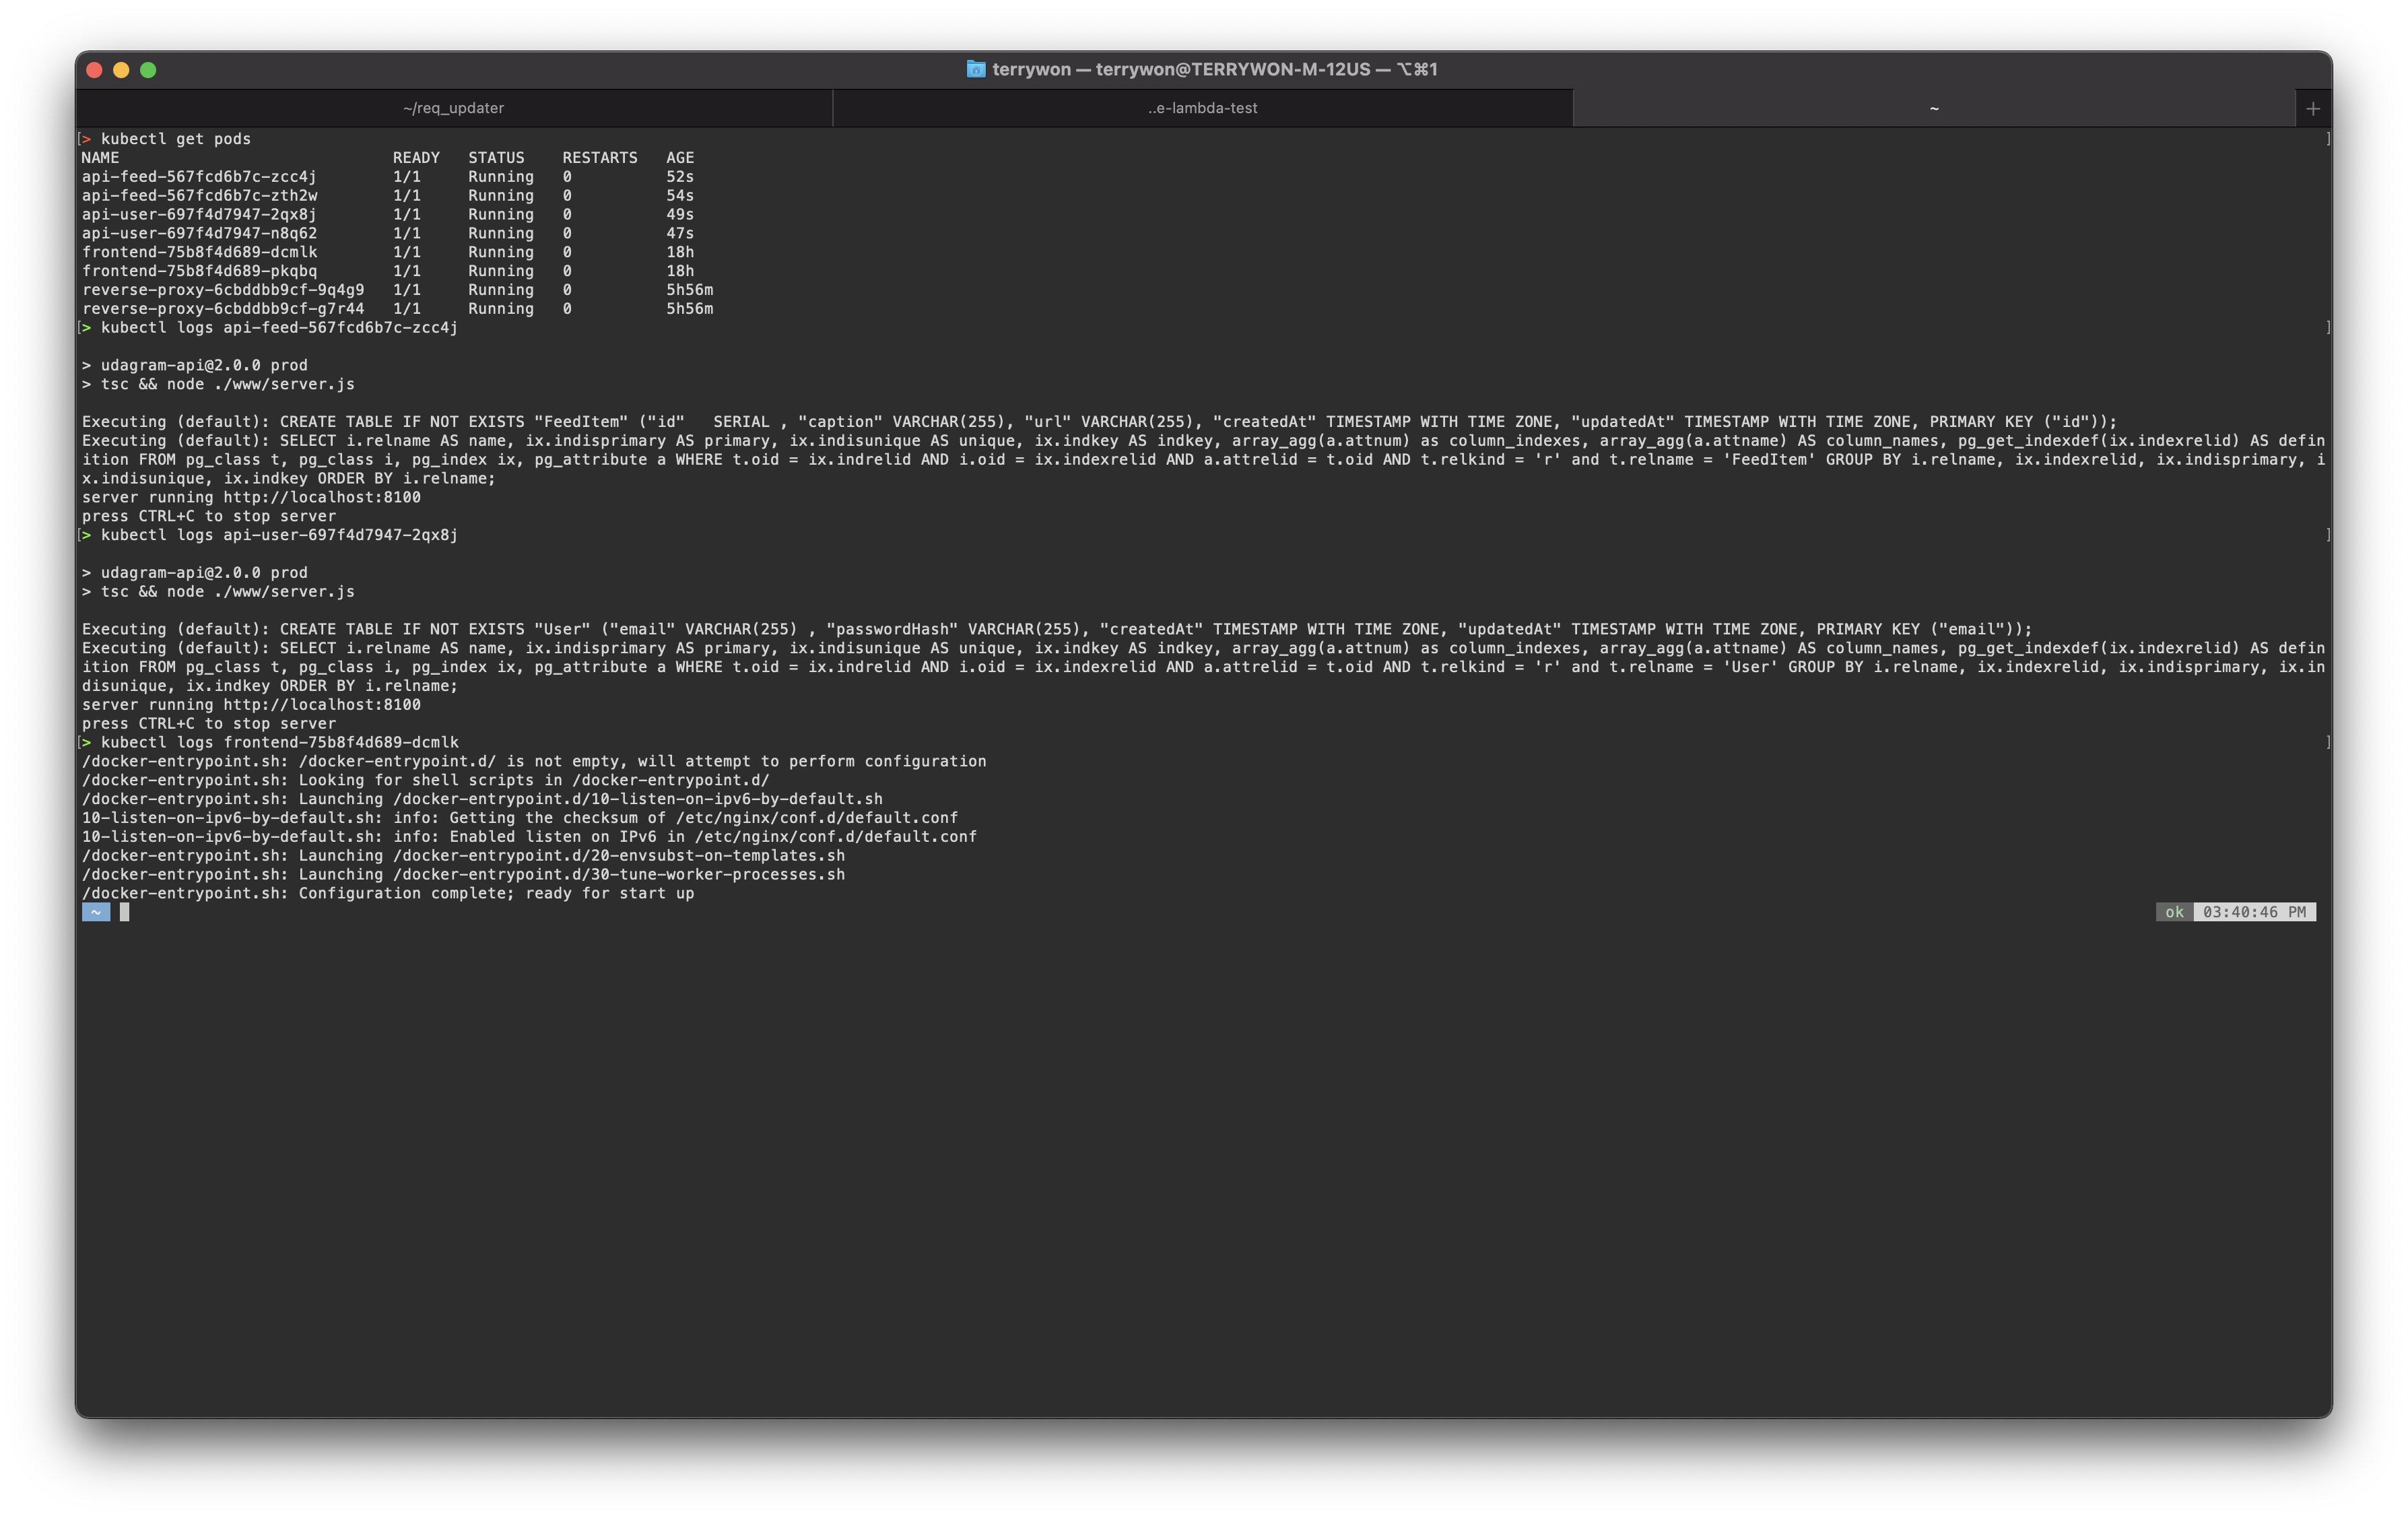 terrywon — terrywon@TERRYWON-M-12US — ⌥⌘1
~/req_updater
..e-lambda-test
~
+
[> kubectl get pods ]
NAME READY STATUS RESTARTS AGE
api-feed-567fcd6b7c-zcc4j 1/1 Running 0 52s
api-feed-567fcd6b7c-zth2w 1/1 Running 0 54s
api-user-697f4d7947-2qx8j 1/1 Running 0 49s
api-user-697f4d7947-n8q62 1/1 Running 0 47s
frontend-75b8f4d689-dcmlk 1/1 Running 0 18h
frontend-75b8f4d689-pkqbq 1/1 Running 0 18h
reverse-proxy-6cbddbb9cf-9q4g9 1/1 Running 0 5h56m
reverse-proxy-6cbddbb9cf-g7r44 1/1 Running 0 5h56m
[> kubectl logs api-feed-567fcd6b7c-zcc4j ]
> udagram-api@2.0.0 prod
> tsc && node ./www/server.js
Executing (default): CREATE TABLE IF NOT EXISTS "FeedItem" ("id"   SERIAL , "caption" VARCHAR(255), "url" VARCHAR(255), "createdAt" TIMESTAMP WITH TIME ZONE, "updatedAt" TIMESTAMP WITH TIME ZONE, PRIMARY KEY ("id"));
Executing (default): SELECT i.relname AS name, ix.indisprimary AS primary, ix.indisunique AS unique, ix.indkey AS indkey, array_agg(a.attnum) as column_indexes, array_agg(a.attname) AS column_names, pg_get_indexdef(ix.indexrelid) AS defin
ition FROM pg_class t, pg_class i, pg_index ix, pg_attribute a WHERE t.oid = ix.indrelid AND i.oid = ix.indexrelid AND a.attrelid = t.oid AND t.relkind = 'r' and t.relname = 'FeedItem' GROUP BY i.relname, ix.indexrelid, ix.indisprimary, i
x.indisunique, ix.indkey ORDER BY i.relname;
server running http://localhost:8100
press CTRL+C to stop server
[> kubectl logs api-user-697f4d7947-2qx8j ]
> udagram-api@2.0.0 prod
> tsc && node ./www/server.js
Executing (default): CREATE TABLE IF NOT EXISTS "User" ("email" VARCHAR(255) , "passwordHash" VARCHAR(255), "createdAt" TIMESTAMP WITH TIME ZONE, "updatedAt" TIMESTAMP WITH TIME ZONE, PRIMARY KEY ("email"));
Executing (default): SELECT i.relname AS name, ix.indisprimary AS primary, ix.indisunique AS unique, ix.indkey AS indkey, array_agg(a.attnum) as column_indexes, array_agg(a.attname) AS column_names, pg_get_indexdef(ix.indexrelid) AS defin
ition FROM pg_class t, pg_class i, pg_index ix, pg_attribute a WHERE t.oid = ix.indrelid AND i.oid = ix.indexrelid AND a.attrelid = t.oid AND t.relkind = 'r' and t.relname = 'User' GROUP BY i.relname, ix.indexrelid, ix.indisprimary, ix.in
disunique, ix.indkey ORDER BY i.relname;
server running http://localhost:8100
press CTRL+C to stop server
[> kubectl logs frontend-75b8f4d689-dcmlk ]
/docker-entrypoint.sh: /docker-entrypoint.d/ is not empty, will attempt to perform configuration
/docker-entrypoint.sh: Looking for shell scripts in /docker-entrypoint.d/
/docker-entrypoint.sh: Launching /docker-entrypoint.d/10-listen-on-ipv6-by-default.sh
10-listen-on-ipv6-by-default.sh: info: Getting the checksum of /etc/nginx/conf.d/default.conf
10-listen-on-ipv6-by-default.sh: info: Enabled listen on IPv6 in /etc/nginx/conf.d/default.conf
/docker-entrypoint.sh: Launching /docker-entrypoint.d/20-envsubst-on-templates.sh
/docker-entrypoint.sh: Launching /docker-entrypoint.d/30-tune-worker-processes.sh
/docker-entrypoint.sh: Configuration complete; ready for start up
~ ok 03:40:46 PM